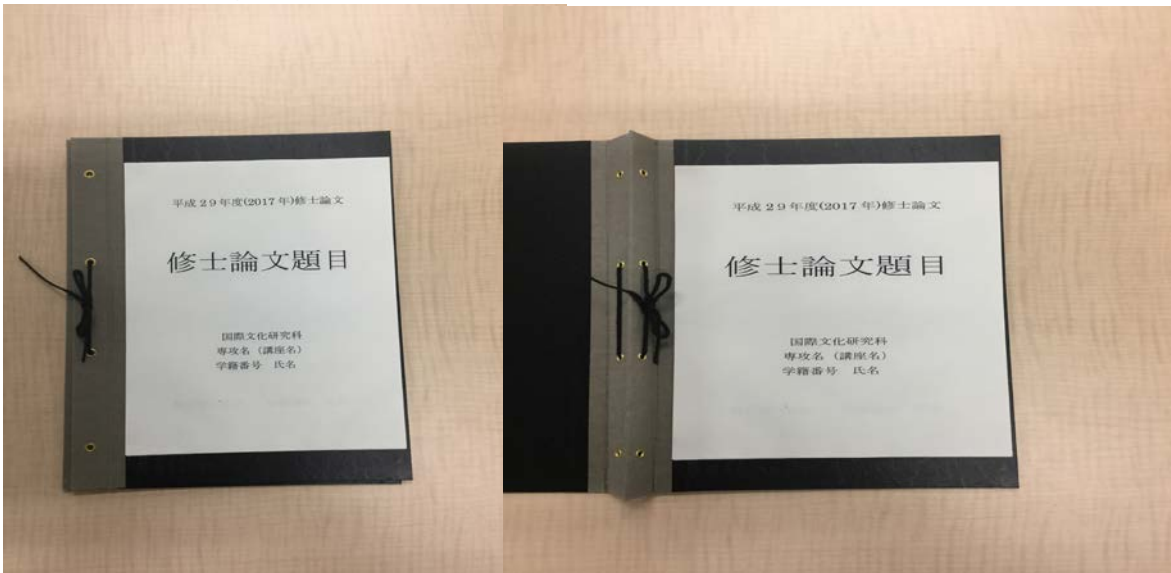 平成29年度(2017年)修士論文
修士論文題目
国際文化研究科
専攻名（講座名）
学籍番号　氏名
平成29年度(2017年)修士論文
修士論文題目
国際文化研究科
専攻名（講座名）
学籍番号　氏名